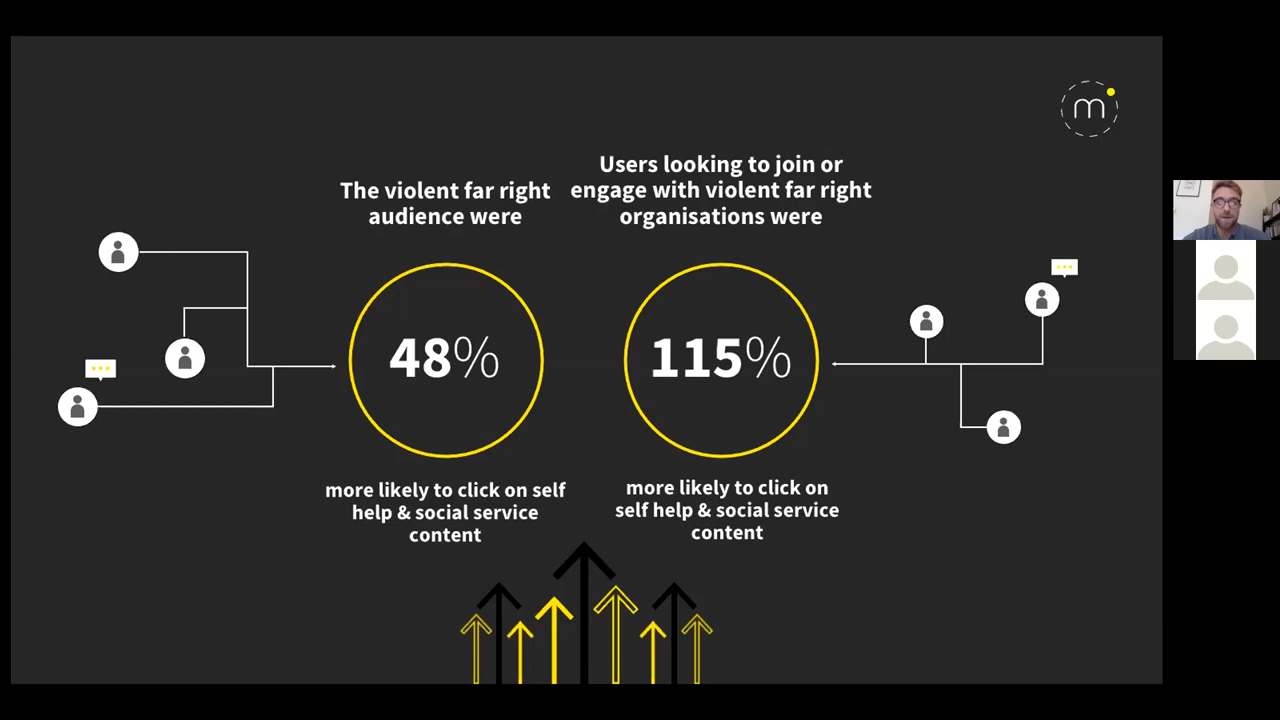 m
The violent far right
audience were
48%
more likely to click on self
help & social service
content
Users looking to join or
engage with violent far right
organisations were
115%
more likely to click on
self help & social service
content